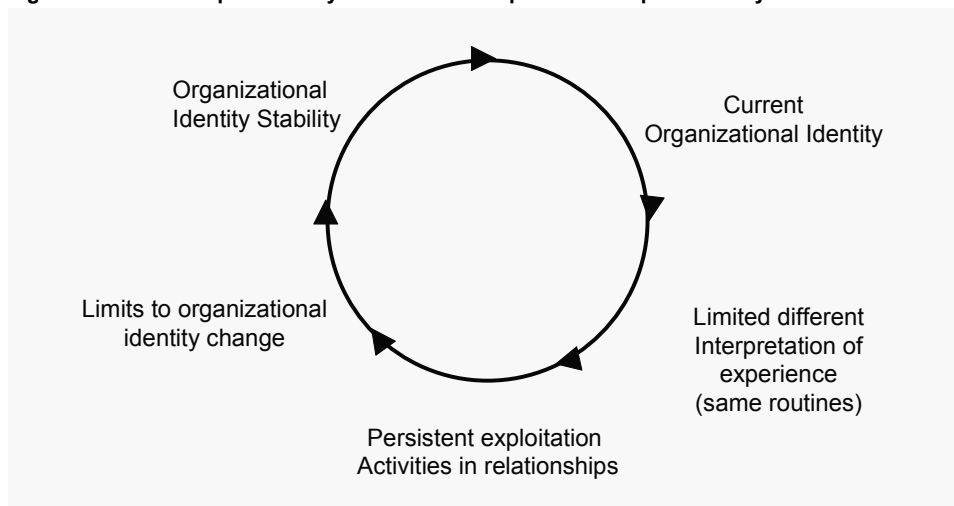 Organizational
Identity Stability
Current
Organizational Identity
Limits to organizational
identity change
Limited different
Interpretation of
experience
(same routines)
Persistent exploitation
Activities in relationships